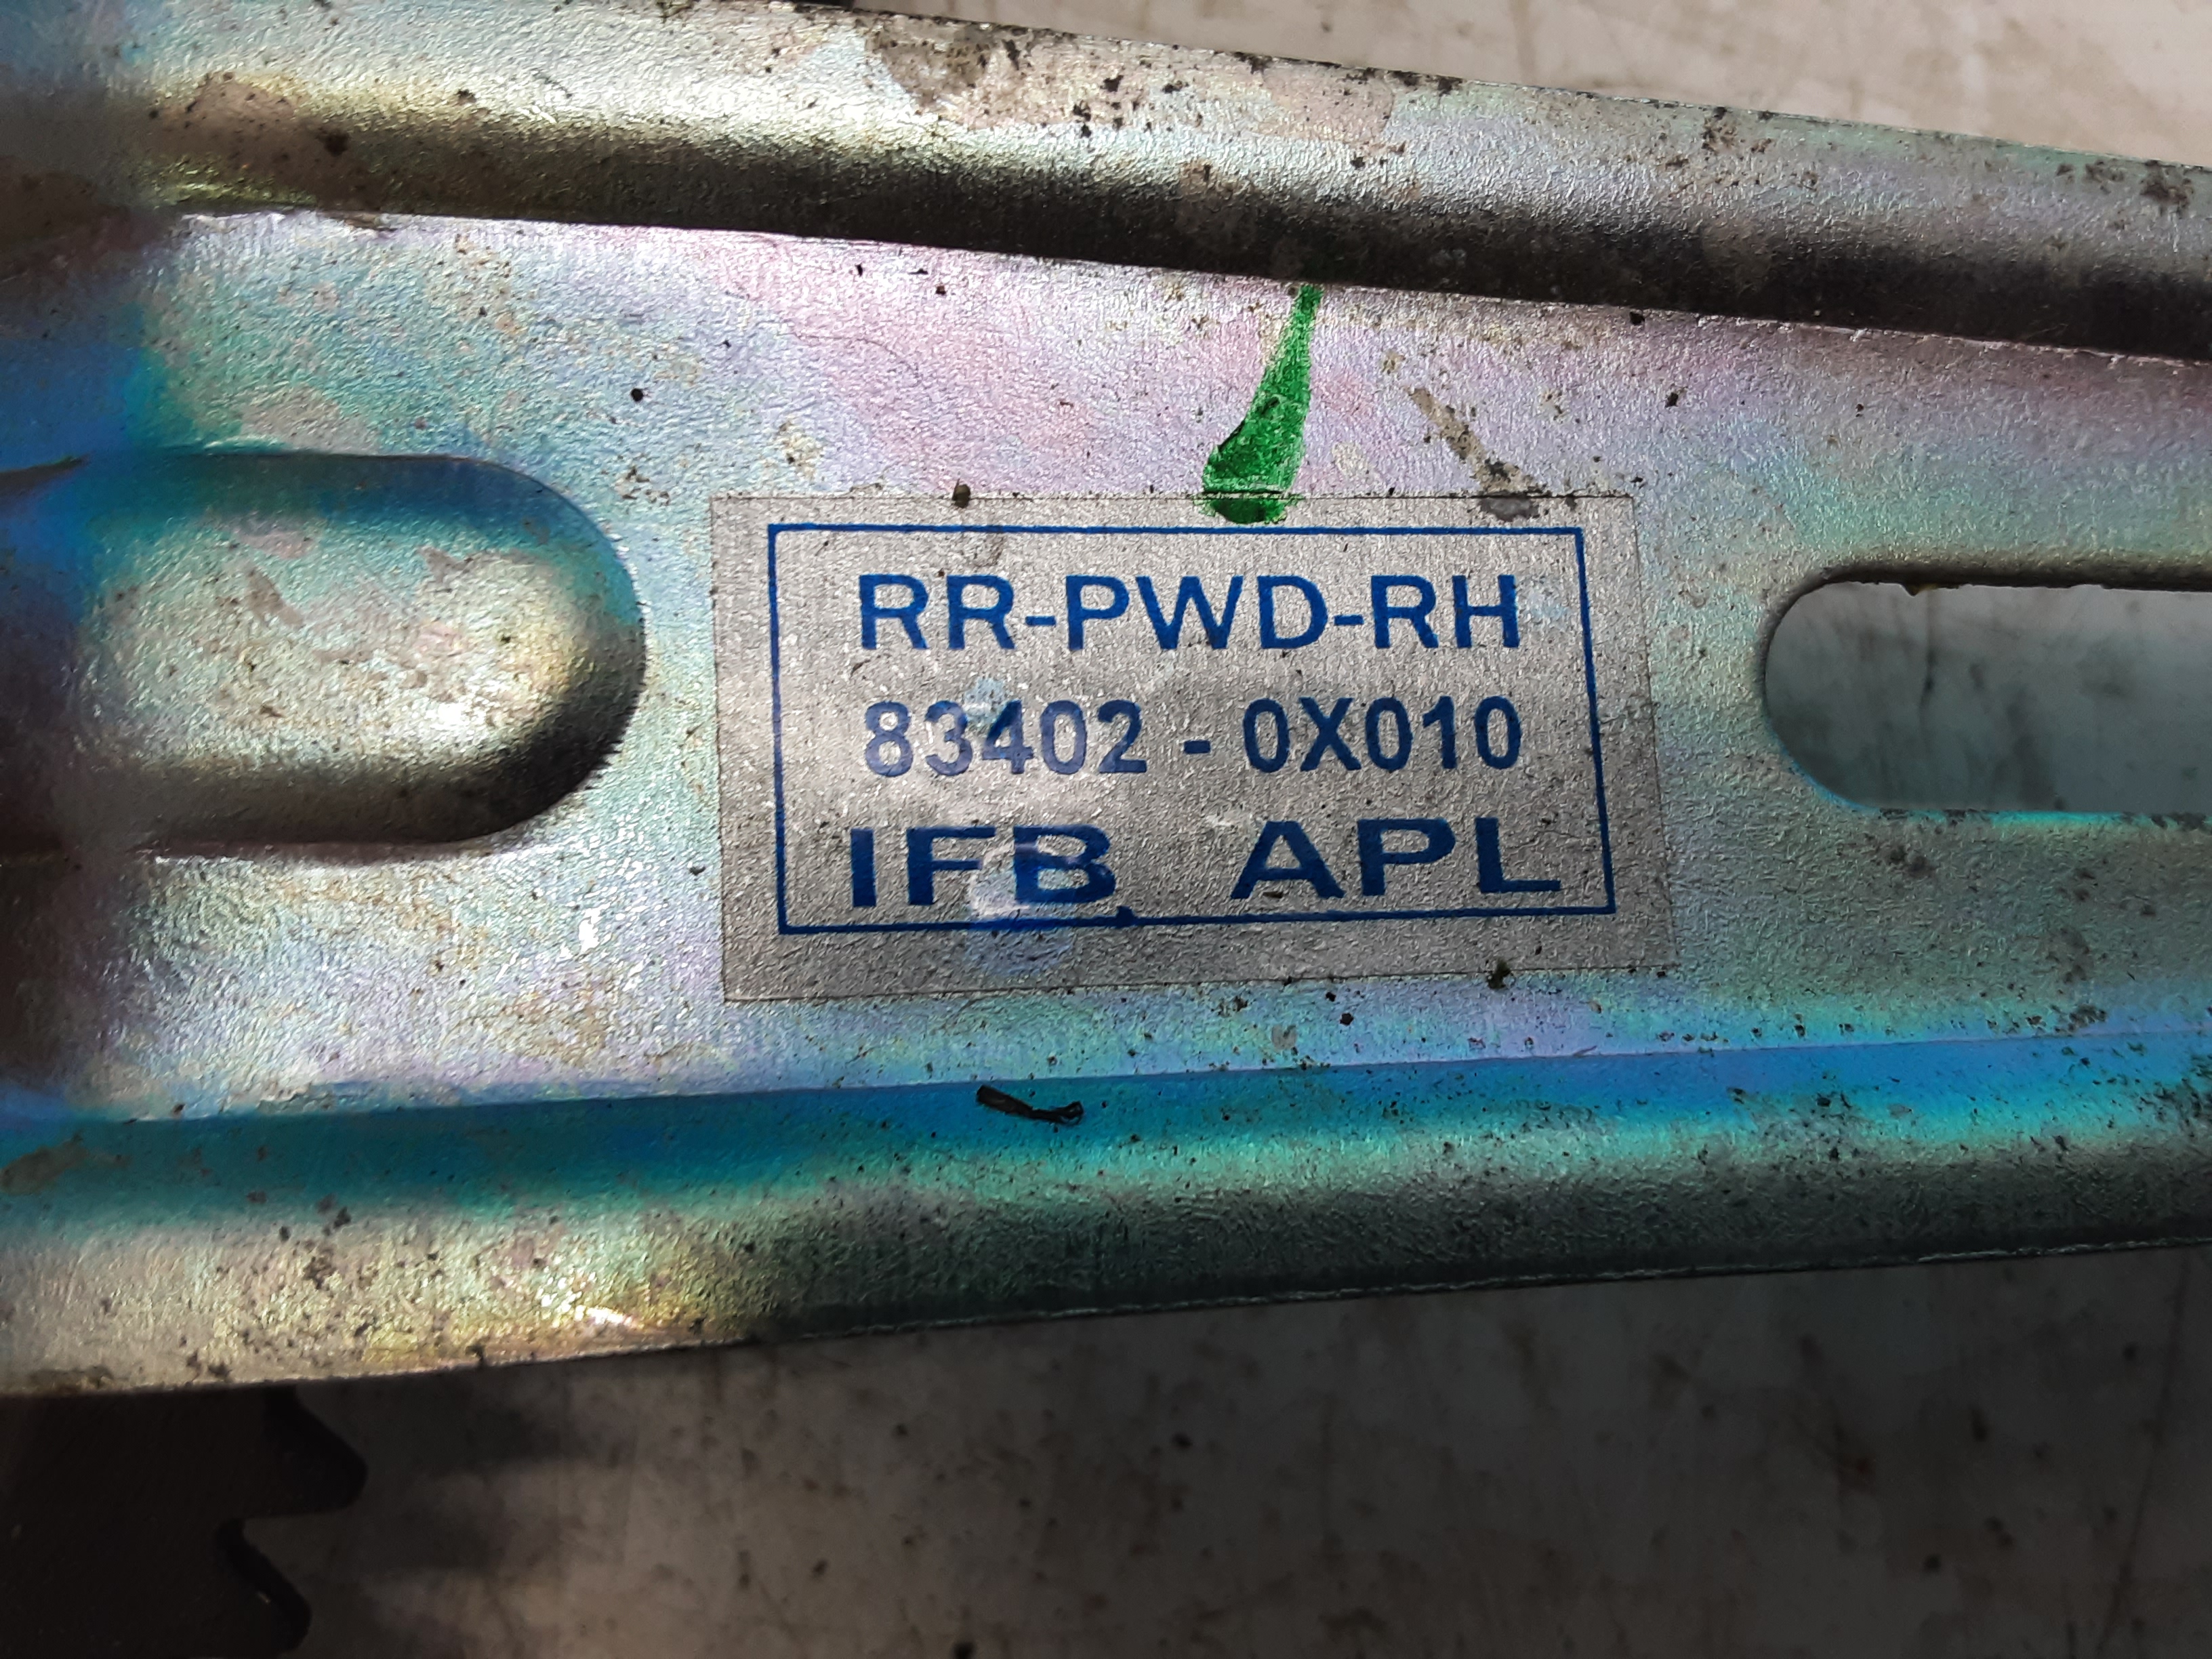 RR-PWD-RH
83402 - 0X010
IFB APL